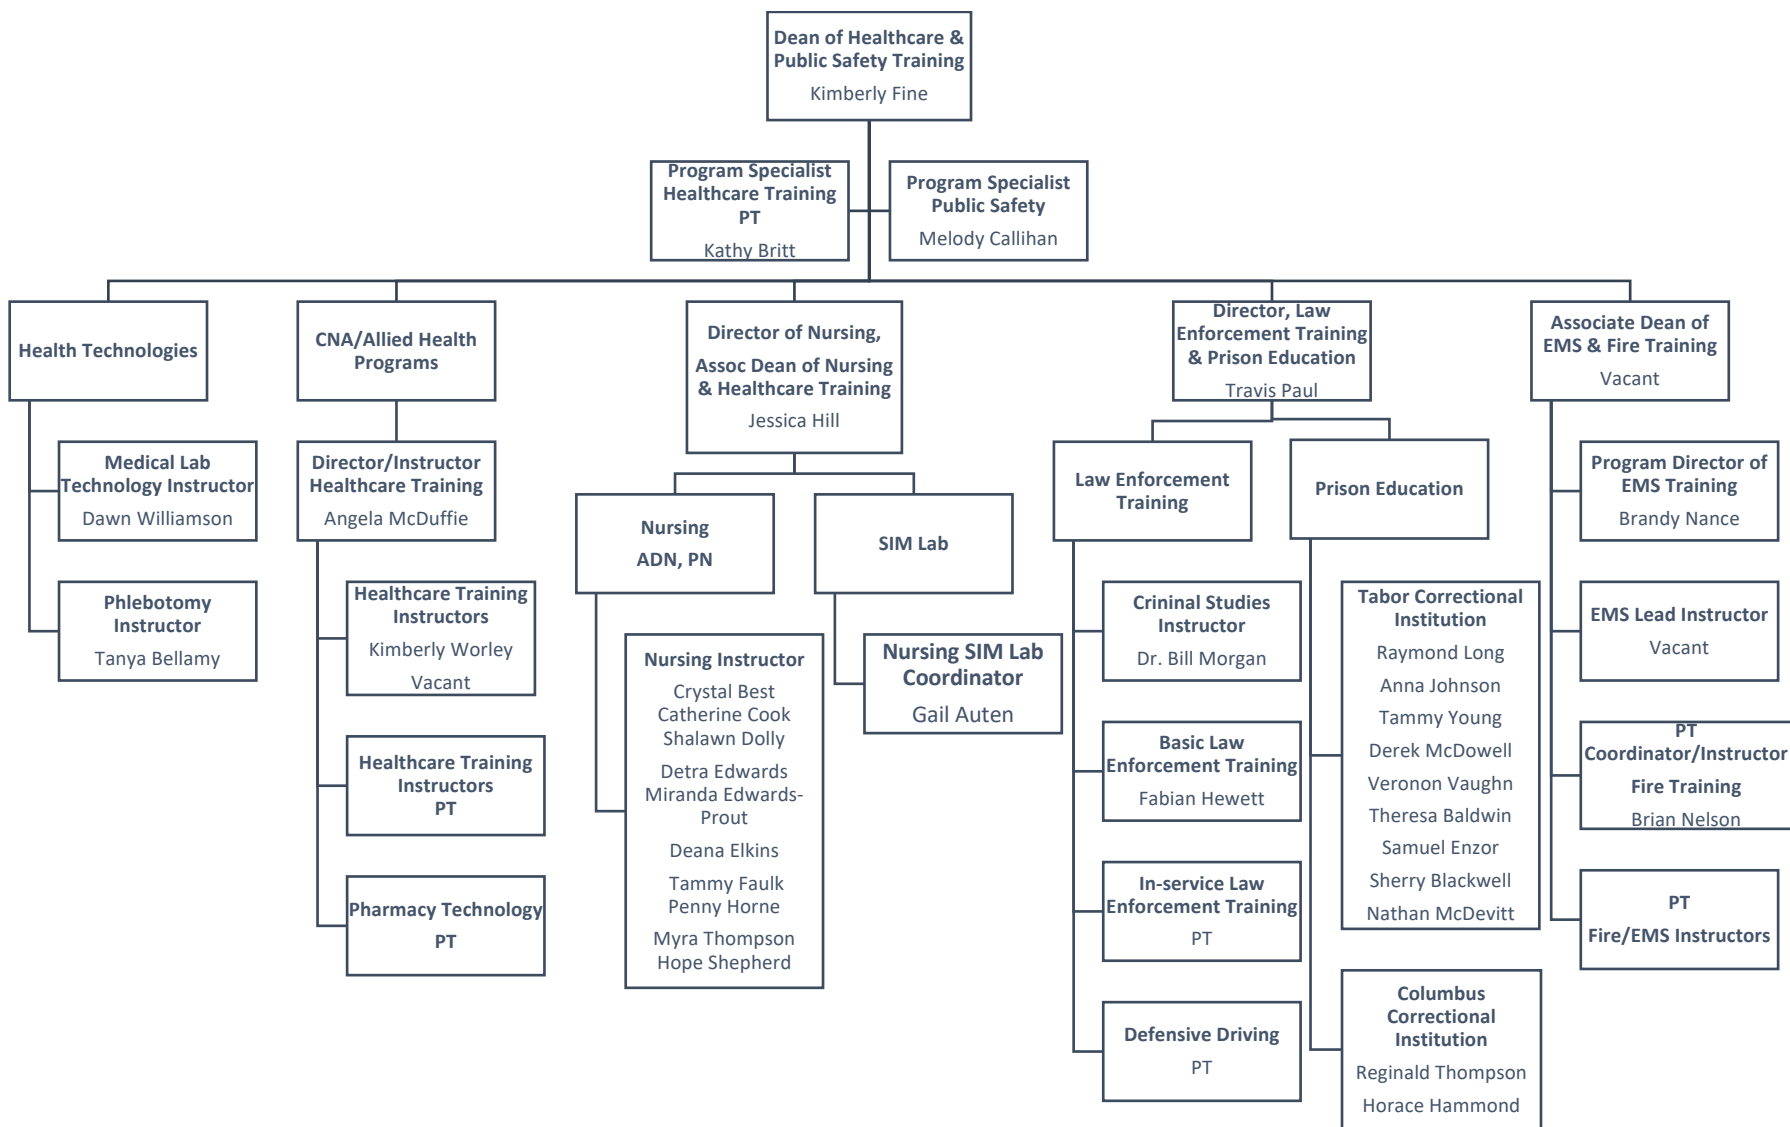 Dean of Healthcare &
Public Safety Training
Kimberly Fine
Program Specialist
Healthcare Training
PT
Kathy Britt
Program Specialist
Public Safety
Melody Callihan
Health Technologies
Medical Lab
Technology Instructor
Dawn Williamson
Phlebotomy
Instructor
Tanya Bellamy
CNA/Allied Health
Programs
Director/Instructor
Healthcare Training
Angela McDuffie
Healthcare Training
Instructors
Kimberly Worley
Vacant
Healthcare Training
Instructors
PT
Pharmacy Technology
PT
Director of Nursing,
Assoc Dean of Nursing
& Healthcare Training
Jessica Hill
Nursing
ADN, PN
Nursing Instructor
Crystal Best
Catherine Cook
Shalawn Dolly
Detra Edwards
Miranda Edwards-
Prout
Deana Elkins
Tammy Faulk
Penny Horne
Myra Thompson
Hope Shepherd
SIM Lab
Nursing SIM Lab
Coordinator
Gail Auten
Director, Law
Enforcement Training
& Prison Education
Travis Paul
Law Enforcement
Training
Crininal Studies
Instructor
Dr. Bill Morgan
Basic Law
Enforcement Training
Fabian Hewett
In-service Law
Enforcement Training
PT
Defensive Driving
PT
Prison Education
Tabor Correctional
Institution
Raymond Long
Anna Johnson
Tammy Young
Derek McDowell
Veronon Vaughn
Theresa Baldwin
Samuel Enzor
Sherry Blackwell
Nathan McDevitt
Columbus
Correctional
Institution
Reginald Thompson
Horace Hammond
Associate Dean of
EMS & Fire Training
Vacant
Program Director of
EMS Training
Brandy Nance
EMS Lead Instructor
Vacant
PT
Coordinator/Instructor
Fire Training
Brian Nelson
PT
Fire/EMS Instructors